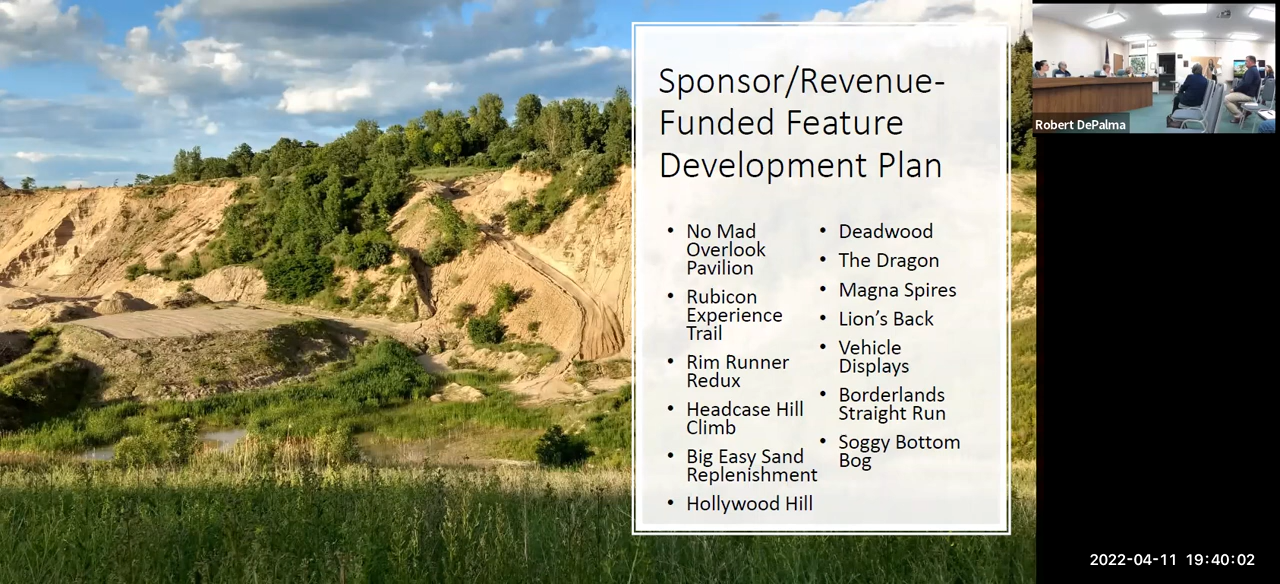 Sponsor/Revenue-
Funded Feature
Development Plan
• No Mad
Overlook
Pavilion
• Rubicon
Experience
Trail
• Rim Runner
Redux
• Headcase Hill
Climb
• Big Easy Sand
Replenishment
• Hollywood Hill
• Deadwood
• The Dragon
• Magna Spires
• Lion’s Back
• Vehicle
Displays
• Borderlands
Straight Run
• Soggy Bottom
Bog
Robert DePalma
2022-04-11 19:40:02